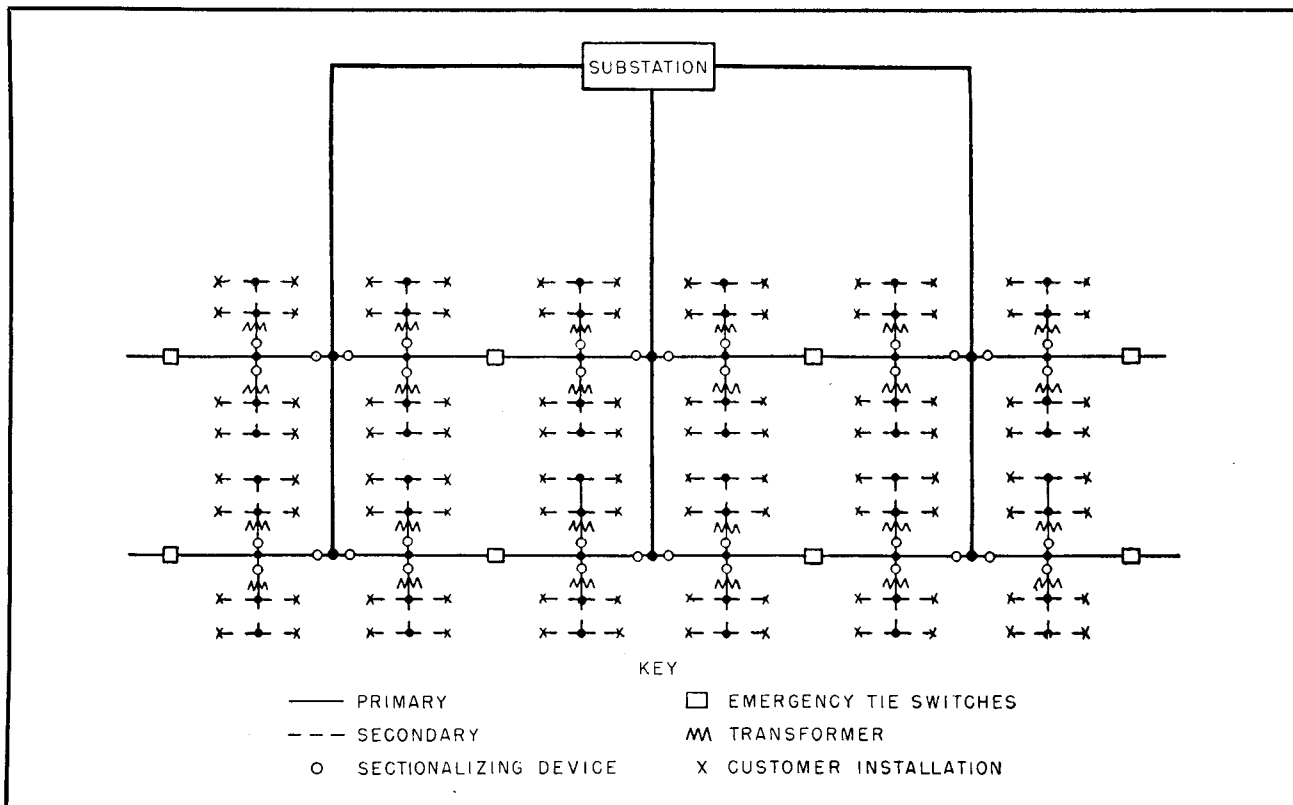 SUBSTATION
KEY
PRIMARY
SECONDARY
SECTIONALIZING DEVICE
EMERGENCY TIE SWITCHES
TRANSFORMER
X CUSTOMER INSTALLATION